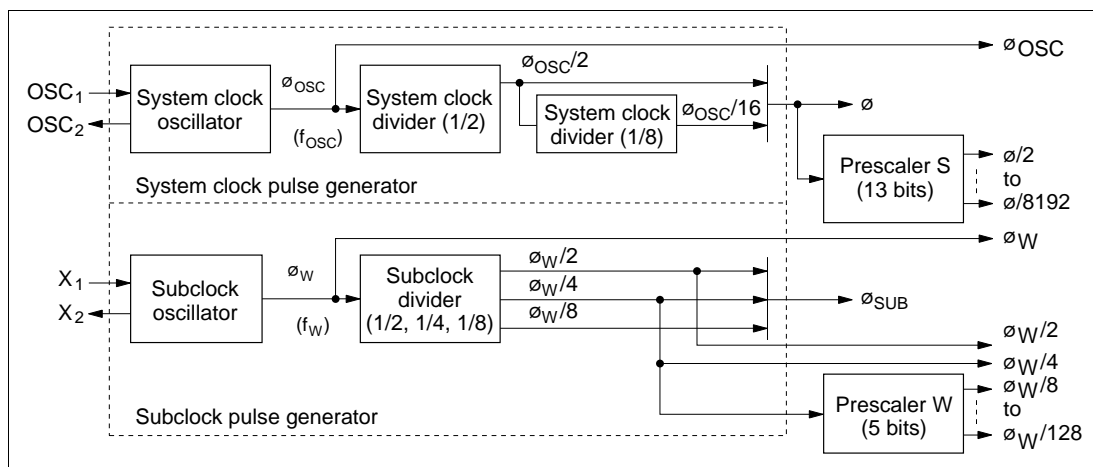 øOSC
OSC1
OSC2
System clock
oscillator
øOSC
(fOSC)
System clock
divider (1/2)
øOSC/2
System clock
divider (1/8)
øOSC/16
ø
Prescaler S
(13 bits)
ø/2
to
ø/8192
System clock pulse generator
øW
X1
X2
Subclock
oscillator
øW
(fW)
Subclock
divider
(1/2, 1/4, 1/8)
øW/2
øW/4
øW/8
øSUB
øW/2
øW/4
Prescaler W
(5 bits)
øW/8
to
øW/128
Subclock pulse generator